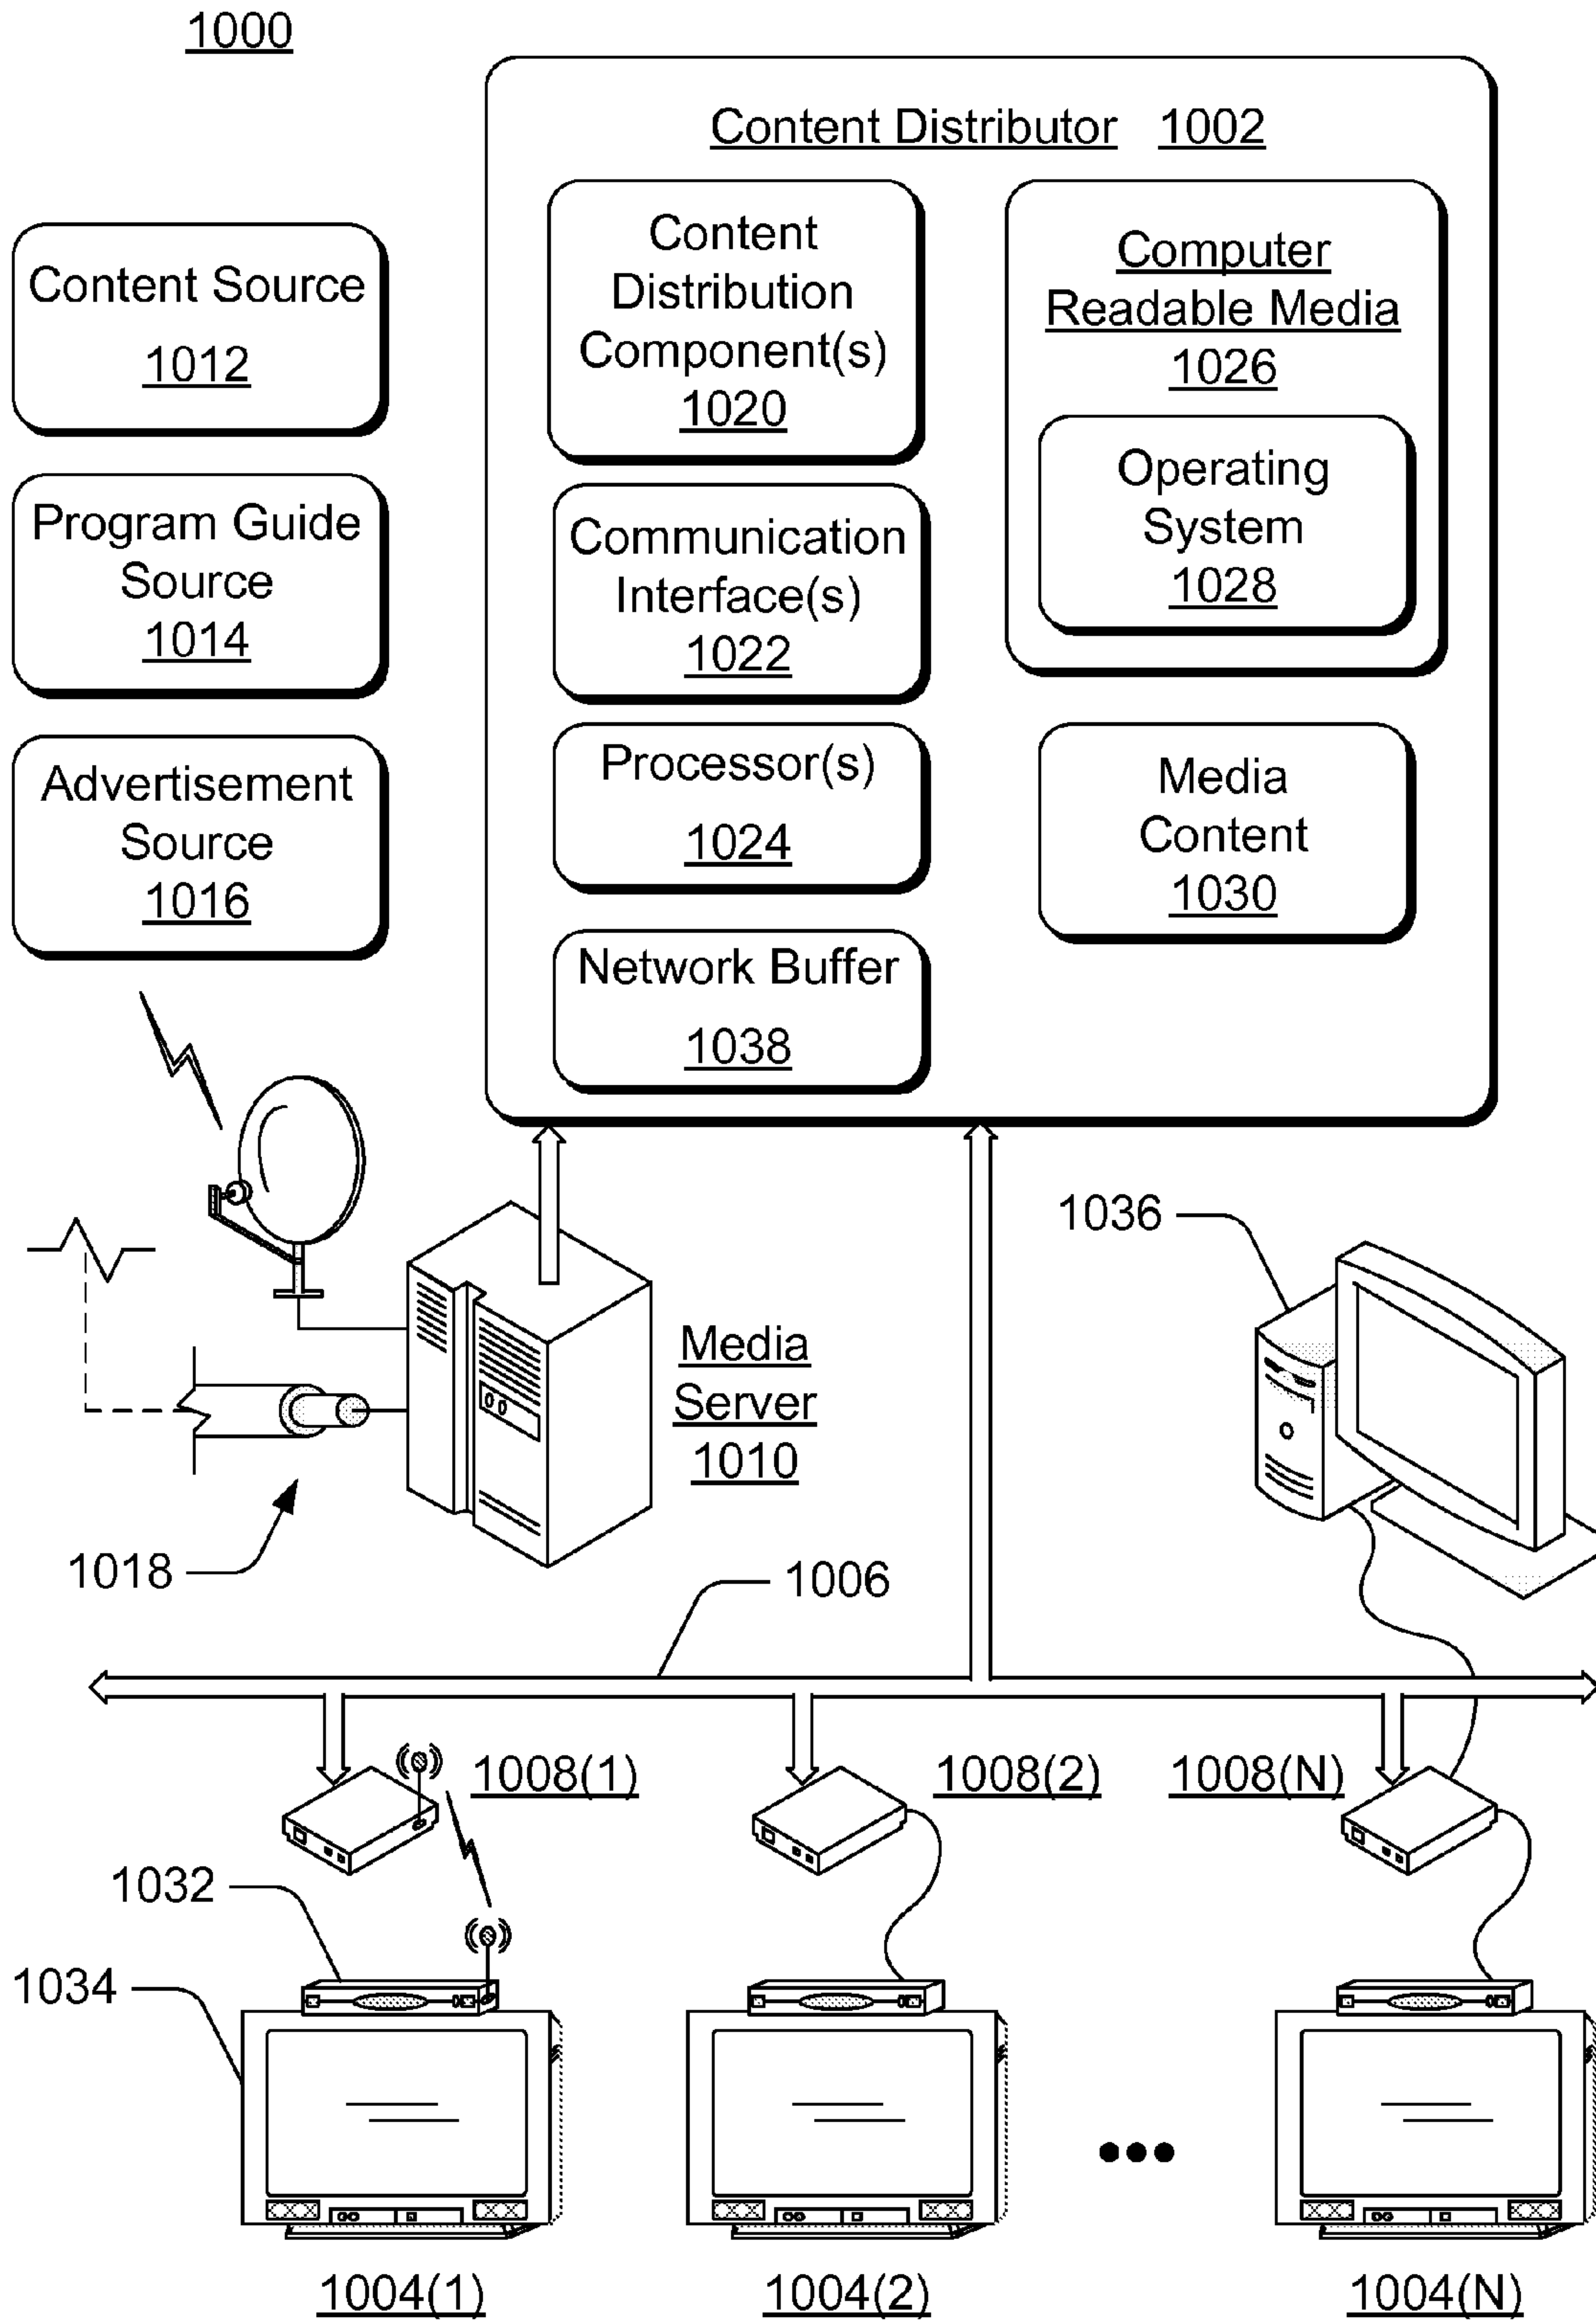 1000
Content Distributor 1002
Content Source
1012
Program Guide
Source
1014
Advertisement
Source
1016
Content
Distribution
Component(s)
1020
Communication
Interface(s)
1022
Processor(s)
1024
Network Buffer
1038
Computer
Readable Media
1026
Operating
System
1028
Media
Content
1030
Media
Server
1010
1018
1036
1006
1008(1)
1008(2)
1008(N)
1032
1034
1004(1)
1004(2)
1004(N)